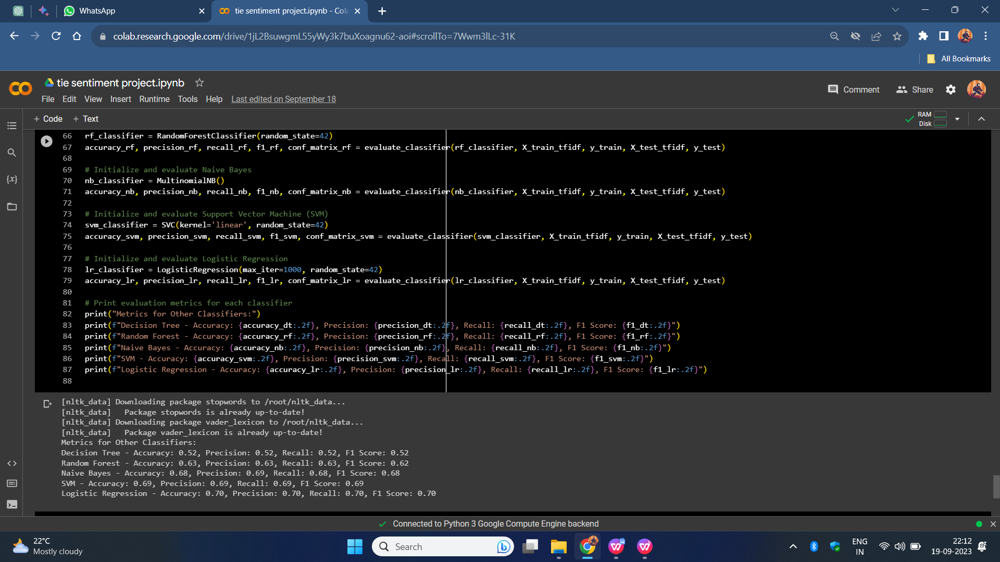 WhatsApp
tie sentiment project.ipynb - Cola
colab.research.google.com/drive/1jL2BsuwgmL55yWy3k7buXoagnu62-aoi#scrollTo=7Wwm3lLc-31K
All Bookmarks
tie sentiment project.ipynb
File Edit View Insert Runtime Tools Help Last edited on September 18
Comment Share
+ Code + Text
RAM
Disk
66 rf_classifier = RandomForestClassifier(random_state=42)
67 accuracy_rf, precision_rf, recall_rf, f1_rf, conf_matrix_rf = evaluate_classifier(rf_classifier, X_train_tfidf, y_train, X_test_tfidf, y_test)
68
69 # Initialize and evaluate Naive Bayes
70 nb_classifier = MultinomialNB()
71 accuracy_nb, precision_nb, recall_nb, f1_nb, conf_matrix_nb = evaluate_classifier(nb_classifier, X_train_tfidf, y_train, X_test_tfidf, y_test)
72
73 # Initialize and evaluate Support Vector Machine (SVM)
74 svm_classifier = SVC(kernel='linear', random_state=42)
75 accuracy_svm, precision_svm, recall_svm, f1_svm, conf_matrix_svm = evaluate_classifier(svm_classifier, X_train_tfidf, y_train, X_test_tfidf, y_test)
76
77 # Initialize and evaluate Logistic Regression
78 lr_classifier = LogisticRegression(max_iter=1000, random_state=42)
79 accuracy_lr, precision_lr, recall_lr, f1_lr, conf_matrix_lr = evaluate_classifier(lr_classifier, X_train_tfidf, y_train, X_test_tfidf, y_test)
80
81 # Print evaluation metrics for each classifier
82 print("Metrics for Other Classifiers:")
83 print(f"Decision Tree - Accuracy: {accuracy_dt:.2f}, Precision: {precision_dt:.2f}, Recall: {recall_dt:.2f}, F1 Score: {f1_dt:.2f}")
84 print(f"Random Forest - Accuracy: {accuracy_rf:.2f}, Precision: {precision_rf:.2f}, Recall: {recall_rf:.2f}, F1 Score: {f1_rf:.2f}")
85 print(f"Naive Bayes - Accuracy: {accuracy_nb:.2f}, Precision: {precision_nb:.2f}, Recall: {recall_nb:.2f}, F1 Score: {f1_nb:.2f}")
86 print(f"SVM - Accuracy: {accuracy_svm:.2f}, Precision: {precision_svm:.2f}, Recall: {recall_svm:.2f}, F1 Score: {f1_svm:.2f}")
87 print(f"Logistic Regression - Accuracy: {accuracy_lr:.2f}, Precision: {precision_lr:.2f}, Recall: {recall_lr:.2f}, F1 Score: {f1_lr:.2f}")
88
[nltk_data] Downloading package stopwords to /root/nltk_data...
[nltk_data]   Package stopwords is already up-to-date!
[nltk_data] Downloading package vader_lexicon to /root/nltk_data...
[nltk_data]   Package vader_lexicon is already up-to-date!
Metrics for Other Classifiers:
Decision Tree - Accuracy: 0.52, Precision: 0.52, Recall: 0.52, F1 Score: 0.52
Random Forest - Accuracy: 0.63, Precision: 0.63, Recall: 0.63, F1 Score: 0.62
Naive Bayes - Accuracy: 0.68, Precision: 0.69, Recall: 0.68, F1 Score: 0.68
SVM - Accuracy: 0.69, Precision: 0.69, Recall: 0.69, F1 Score: 0.69
Logistic Regression - Accuracy: 0.70, Precision: 0.70, Recall: 0.70, F1 Score: 0.70
Connected to Python 3 Google Compute Engine backend
22°C
Mostly cloudy
Search
ENG
IN
22:12
19-09-2023